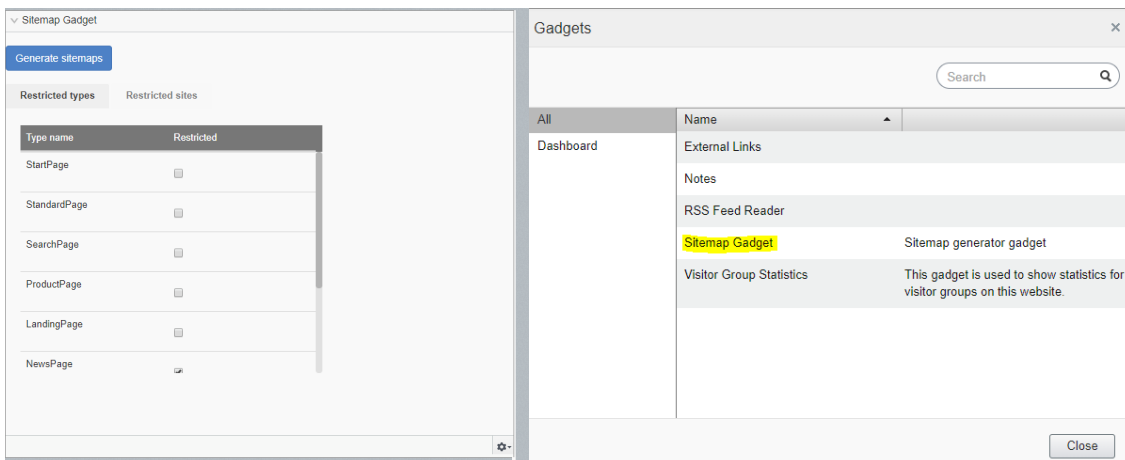 Sitemap Gadget
Generate sitemaps
Restricted types Restricted sites
Type name Restricted
StartPage
StandardPage
SearchPage
ProductPage
LandingPage
NewsPage
Gadgets
Search
All
Dashboard
Name
External Links
Notes
RSS Feed Reader
Sitemap Gadget Sitemap generator gadget
Visitor Group Statistics This gadget is used to show statistics for
visitor groups on this website.
Close